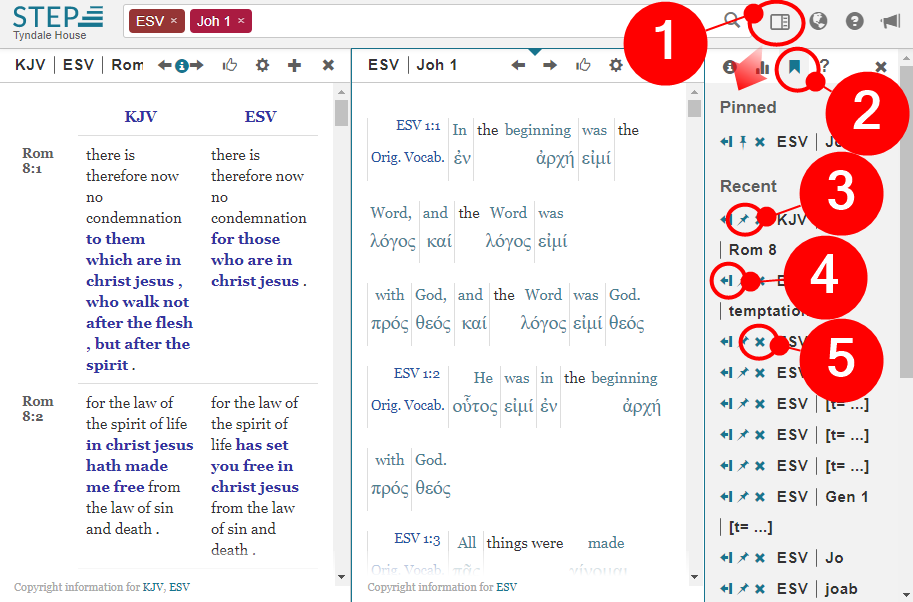 STEP
Tyndale House
ESV × Joh 1 ×
KJV | ESV | Rom
KJV ESV
Rom 8:1
there is
therefore now
no
condemnation
to them
which are in
christ jesus ,
who walk not
after the flesh
, but after the
spirit .
there is
therefore now
no
condemnation
for those
who are in
christ jesus .
Rom 8:2
for the law of
the spirit of life
in christ jesus
hath made
me free from
the law of sin
and death .
for the law of
the spirit of
life has set
you free in
christ jesus
from the law
of sin and
death .
Copyright information for KJV, ESV
ESV | Joh 1
ESV 1:1 In the beginning was the
Orig. Vocab. ἐν ἀρχή εἰμί
Word, and the Word was
λόγος καί λόγος εἰμί
with God, and the Word was God.
πρός θεός καί λόγος εἰμί θεός
ESV 1:2 He was in the beginning
Orig. Vocab. οὗτος εἰμί ἐν ἀρχή
with God.
πρός θεός
ESV 1:3 All things were made
Orig. Vocab. πᾶς γίνομαι
Copyright information for ESV
1
2
3
4
5
Pinned
ESV |
Recent
KJV
| Rom 8
| temptation
ESV
ESV
ESV | [t= ...]
ESV | [t= ...]
ESV | [t= ...]
ESV | Gen 1
| [t= ...]
ESV | Jo
ESV | joab